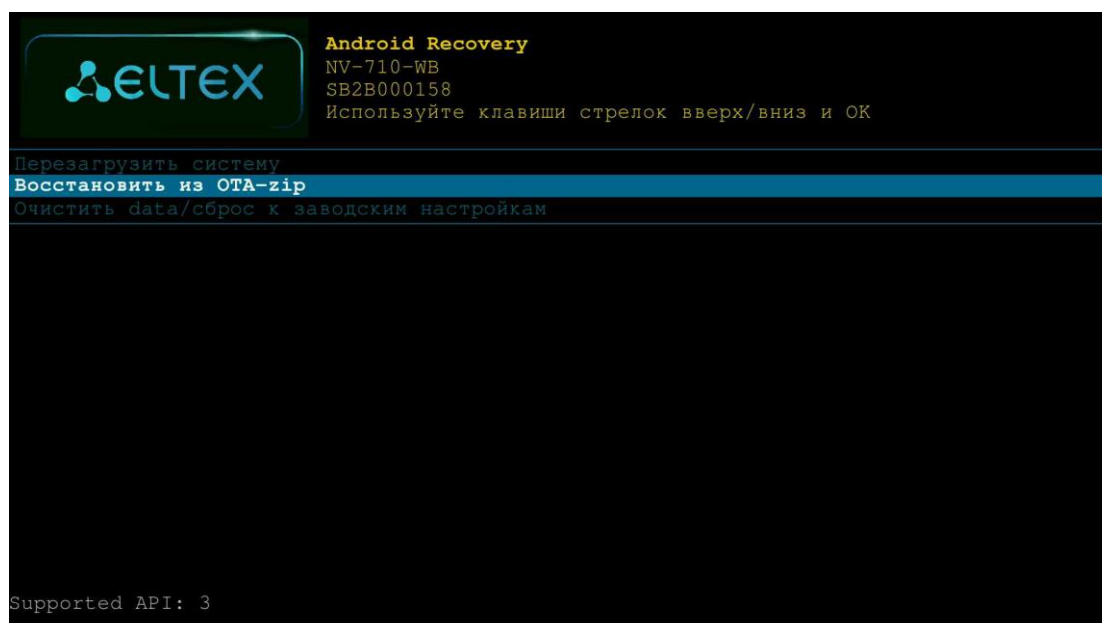 ELTEX
Android Recovery
NV-710-WB
SB2B000158
Используйте клавиши стрелок вверх/вниз и OK
Перезагрузить систему
Восстановить из OTA-zip
Очистить data/сброс к заводским настройкам
Supported API: 3